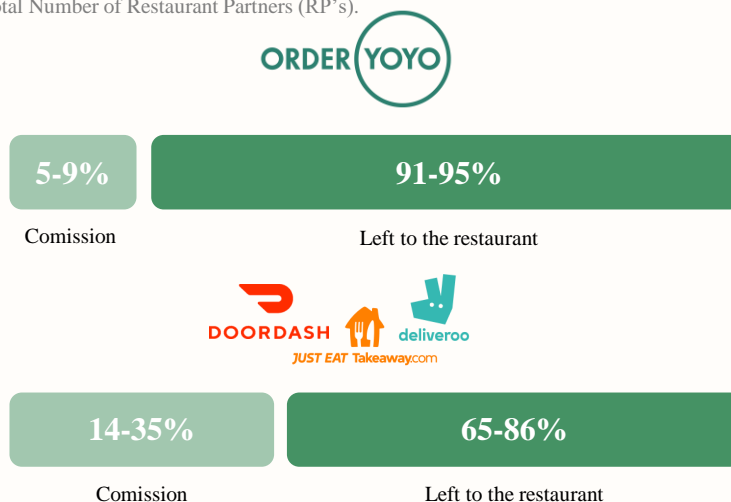 Total Number of Restaurant Partners (RP's).
ORDER YOYO
5-9% 91-95%
Comission Left to the restaurant
DOORDASH
deliveroo
JUST EAT Takeaway.com
14-35% 65-86%
Comission Left to the restaurant